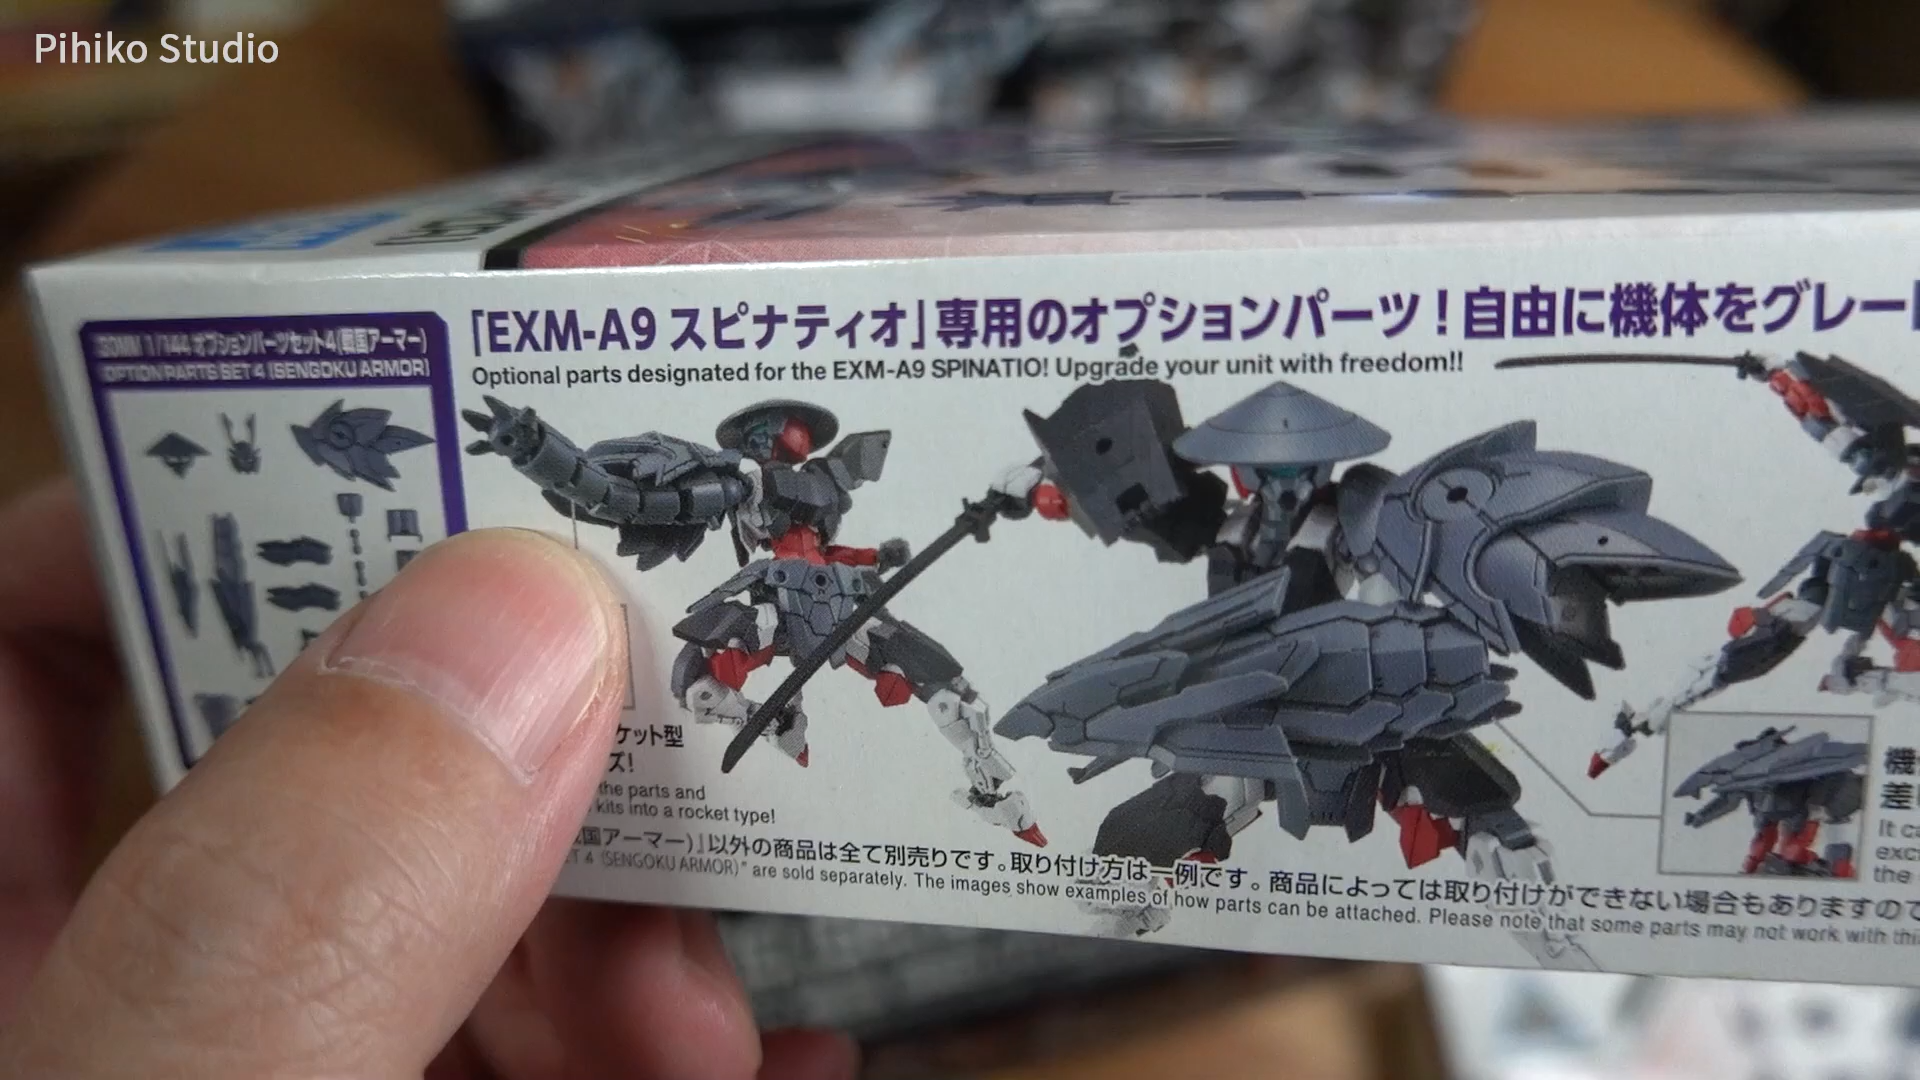 Pihiko Studio
30MM 1/144 オプションパーツセット4(戦国アーマー)
OPTION PARTS SET 4 (SENGOKU ARMOR)
「EXM-A9 スピナティオ」専用のオプションパーツ!自由に機体をグレー
Optional parts designated for the EXM-A9 SPINATIO! Upgrade your unit with freedom!!
ケット型
ズ!
the parts and
kits into a rocket type!
機
差
It ca
exc
the
国アーマー)』以外の商品は全て別売りです。取り付け方は一例です。商品によっては取り付けができない場合もありますので
ET 4 (SENGOKU ARMOR)" are sold separately. The images show examples of how parts can be attached. Please note that some parts may not work with this